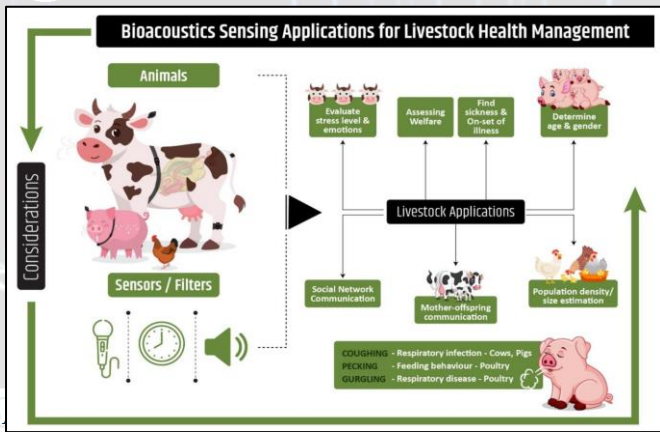 Bioacoustics Sensing Applications for Livestock Health Management
Considerations
Animals
Sensors / Filters
Evaluate
stress level &
emotions
Assessing
Welfare
Find
sickness &
On-set of
illness
Determine
age & gender
Livestock Applications
Social Network
Communication
Mother-offspring
communication
Population density/
size estimation
COUGHING - Respiratory infection - Cows, Pigs
PECKING - Feeding behaviour - Poultry
GURGLING - Respiratory disease - Poultry